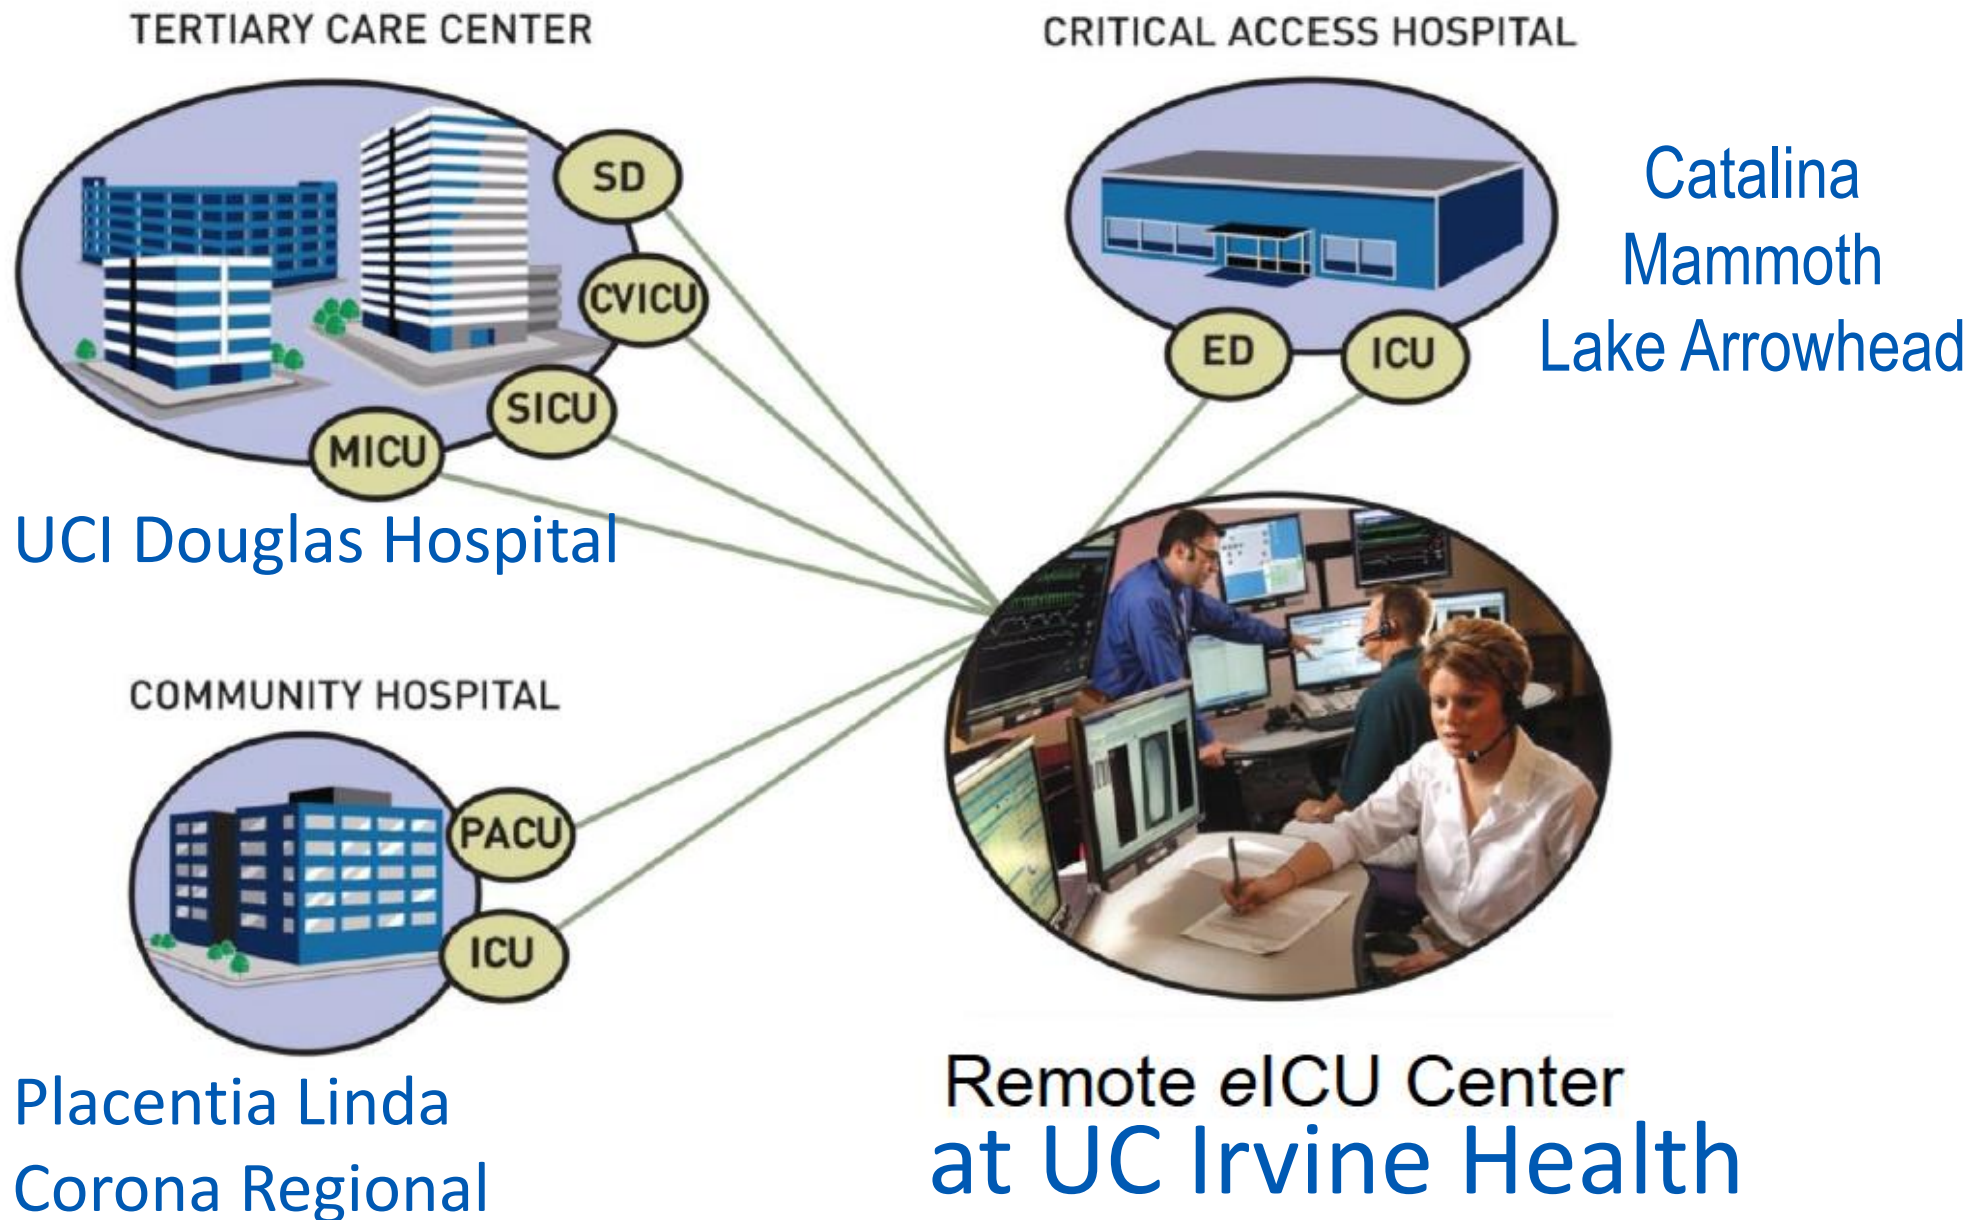 TERTIARY CARE CENTER
SD
CVICU
SICU
MICU
UCI Douglas Hospital
CRITICAL ACCESS HOSPITAL
ED
ICU
Catalina
Mammoth
Lake Arrowhead
COMMUNITY HOSPITAL
PACU
ICU
Placentia Linda
Corona Regional
Remote eICU Center
at UC Irvine Health